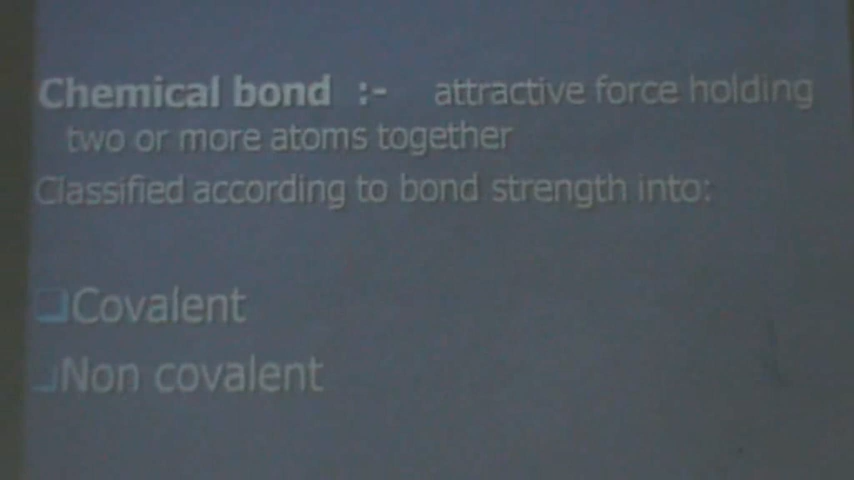 Chemical bond :- attractive force holding
two or more atoms together
Classified according to bond strength into:
Covalent
Non covalent